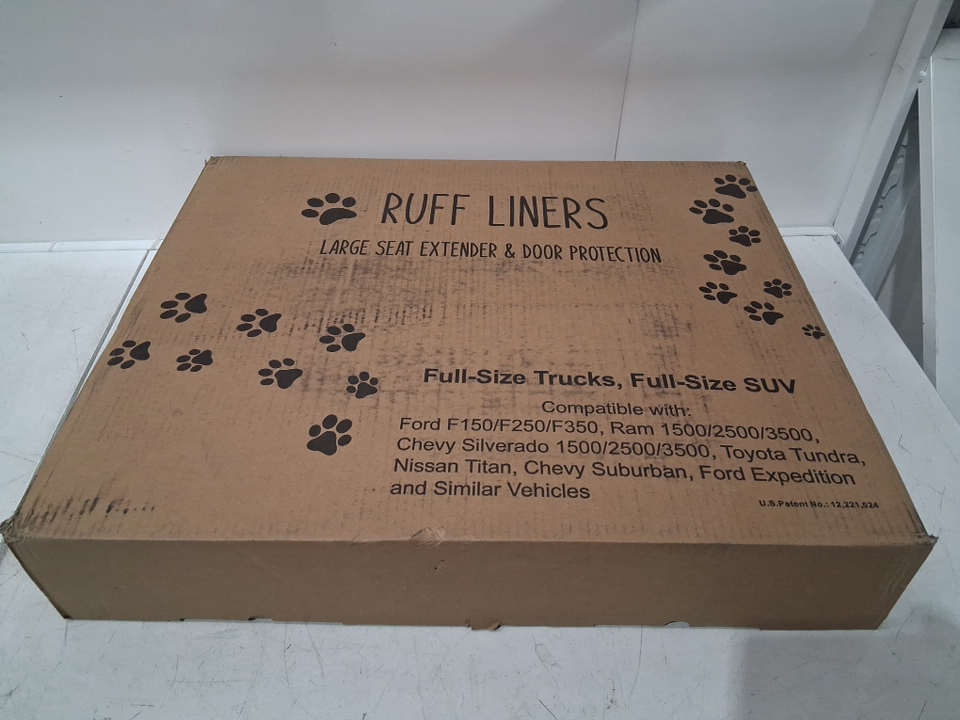 RUFF LINERS
LARGE SEAT EXTENDER & DOOR PROTECTION
Full-Size Trucks, Full-Size SUV
Compatible with:
Ford F150/F250/F350, Ram 1500/2500/3500,
Chevy Silverado 1500/2500/3500, Toyota Tundra,
Nissan Titan, Chevy Suburban, Ford Expedition
and Similar Vehicles
U.S.Patent No.: 12,221,024